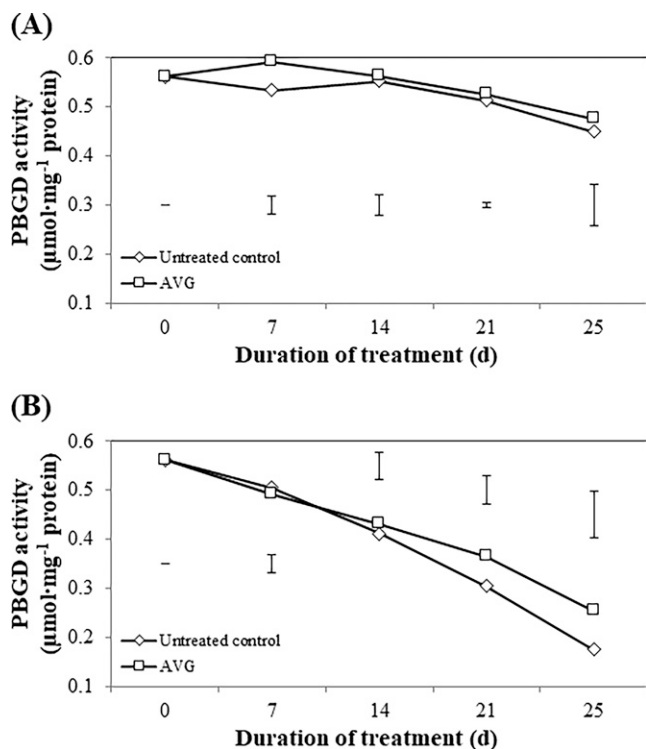 (A)
0.6
0.5
0.4
0.3
0.2
0.1
PBGD activity
(µmol·mg⁻¹ protein)
Untreated control
AVG
0 7 14 21 25
Duration of treatment (d)
(B)
0.6
0.5
0.4
0.3
0.2
0.1
PBGD activity
(µmol·mg⁻¹ protein)
Untreated control
AVG
0 7 14 21 25
Duration of treatment (d)